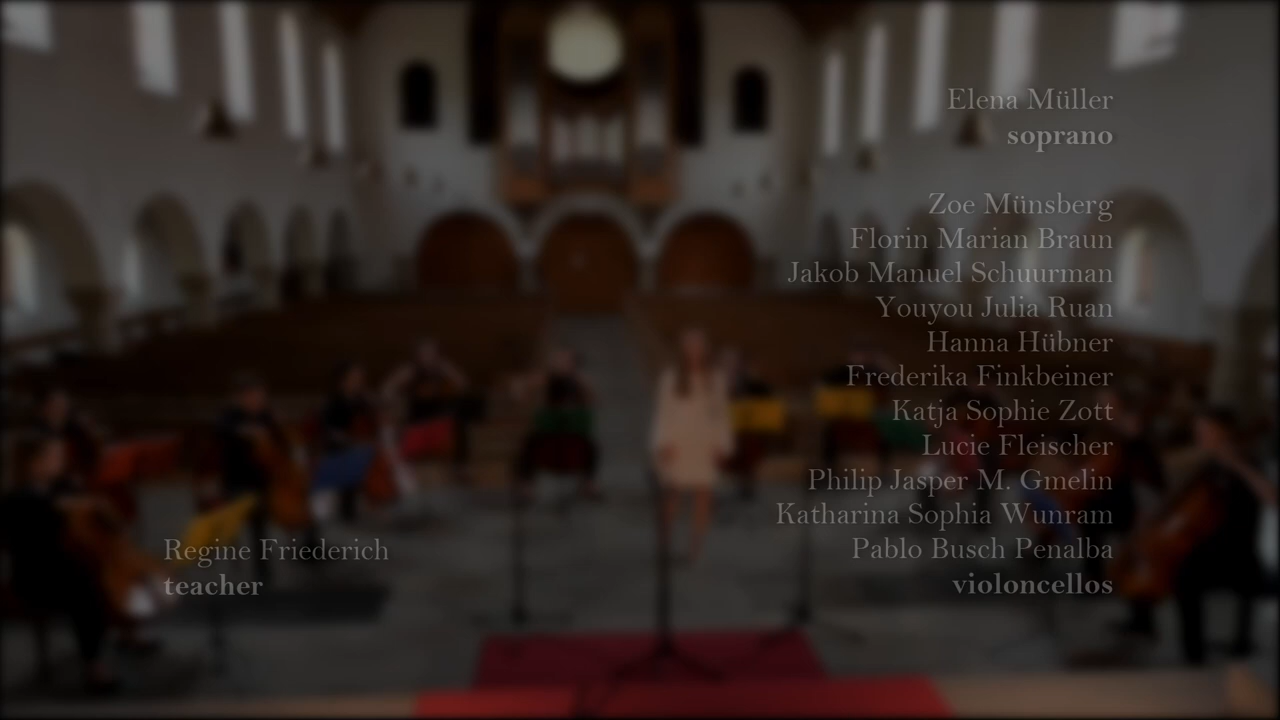 Elena Müller
soprano
Zoe Münsberg
Florin Marian Braun
Jakob Manuel Schuurman
Youyou Julia Ruan
Hanna Hübner
Frederika Finkbeiner
Katja Sophie Zott
Lucie Fleischer
Philip Jasper M. Gmelin
Katharina Sophia Wunram
Pablo Busch Penalba
violoncellos
Regine Friederich
teacher